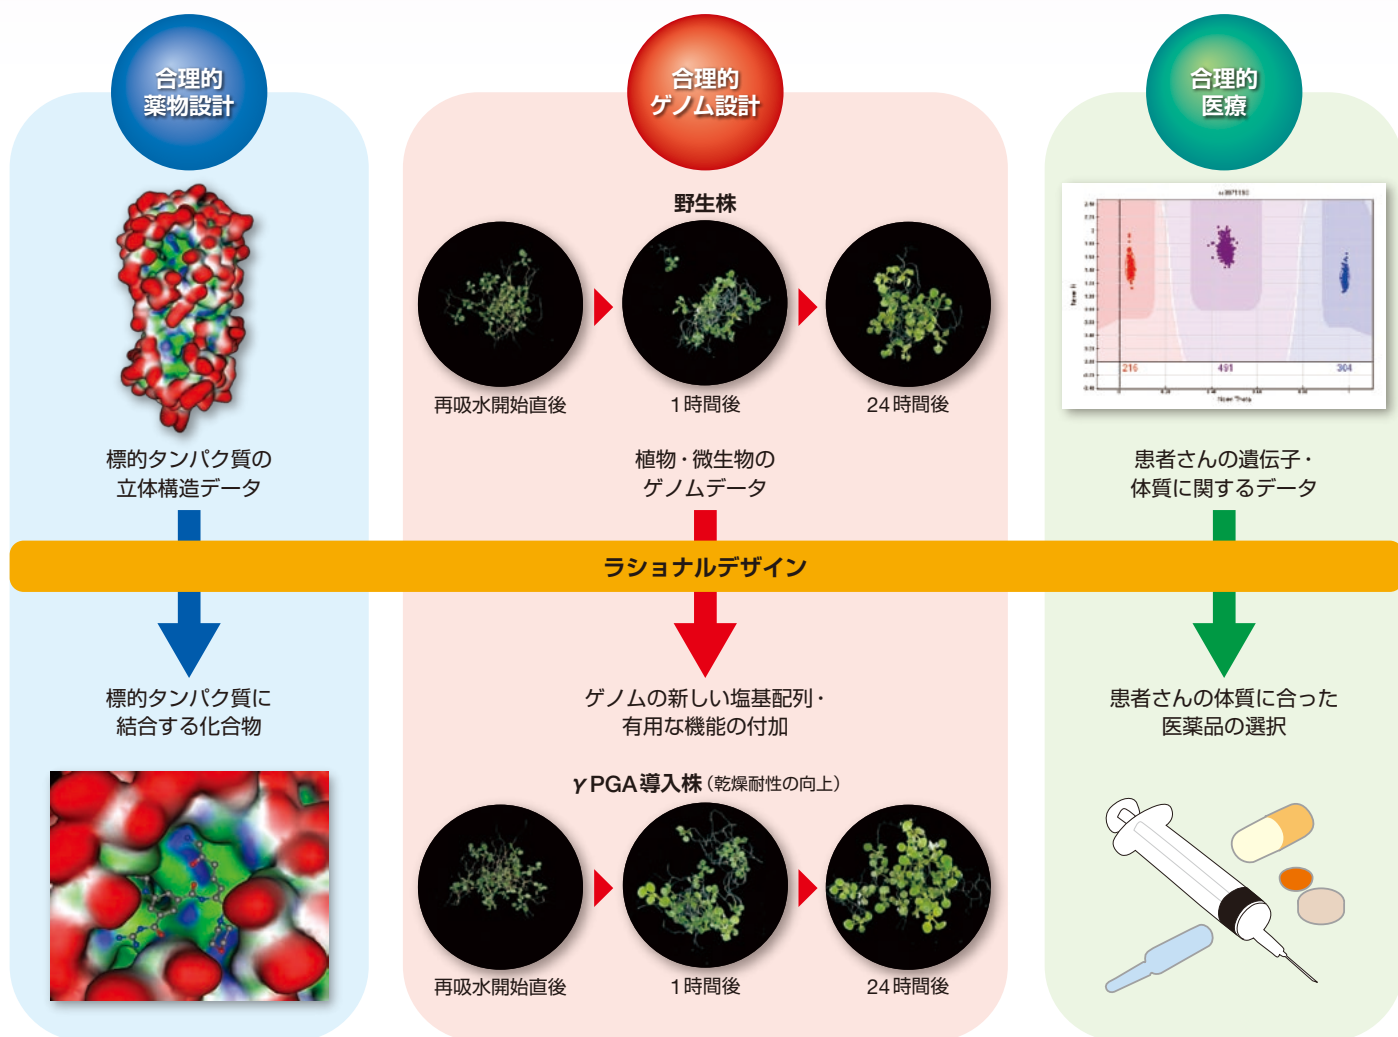 合理的
薬物設計
標的タンパク質の
立体構造データ
合理的
ゲノム設計
野生株
再吸水開始直後
1時間後
24時間後
植物・微生物の
ゲノムデータ
合理的
医療
216
491
304
患者さんの遺伝子・
体質に関するデータ
ラショナルデザイン
標的タンパク質に
結合する化合物
ゲノムの新しい塩基配列・
有用な機能の付加
γPGA導入株(乾燥耐性の向上)
再吸水開始直後
1時間後
24時間後
患者さんの体質に合った
医薬品の選択